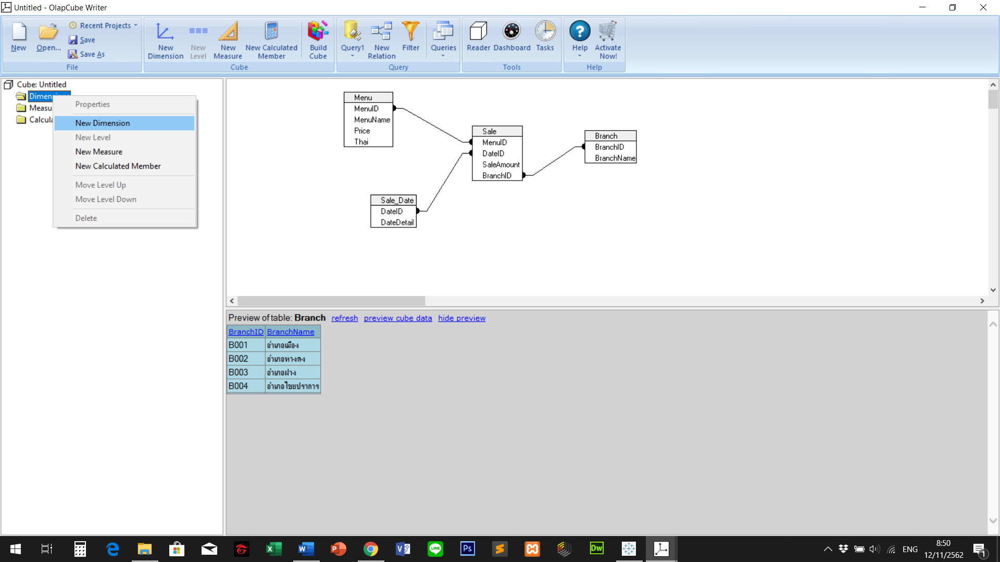 Untitled - OlapCube Writer
New
Open...
Recent Projects
Save
Save As
File
New Dimension
New Level
New Measure
New Calculated Member
Build Cube
Cube
Query1
New Relation
Filter
Queries
Query
Reader
Dashboard
Tasks
Tools
Help
Activate Now!
Help
Cube: Untitled
Dimen
Measu
Calcula
Properties
New Dimension
New Level
New Measure
New Calculated Member
Move Level Up
Move Level Down
Delete
Menu
MenuID
MenuName
Price
Thai
Sale
MenuID
DateID
SaleAmount
BranchID
Branch
BranchID
BranchName
Sale_Date
DateID
DateDetail
Preview of table: Branch refresh preview cube data hide preview
BranchID BranchName
B001 อำเภอเมือง
B002 อำเภอหางดง
B003 อำเภอฝาง
B004 อำเภอไชยปราการ
LINE
Ps
Dw
ENG
8:50
12/11/2562
1